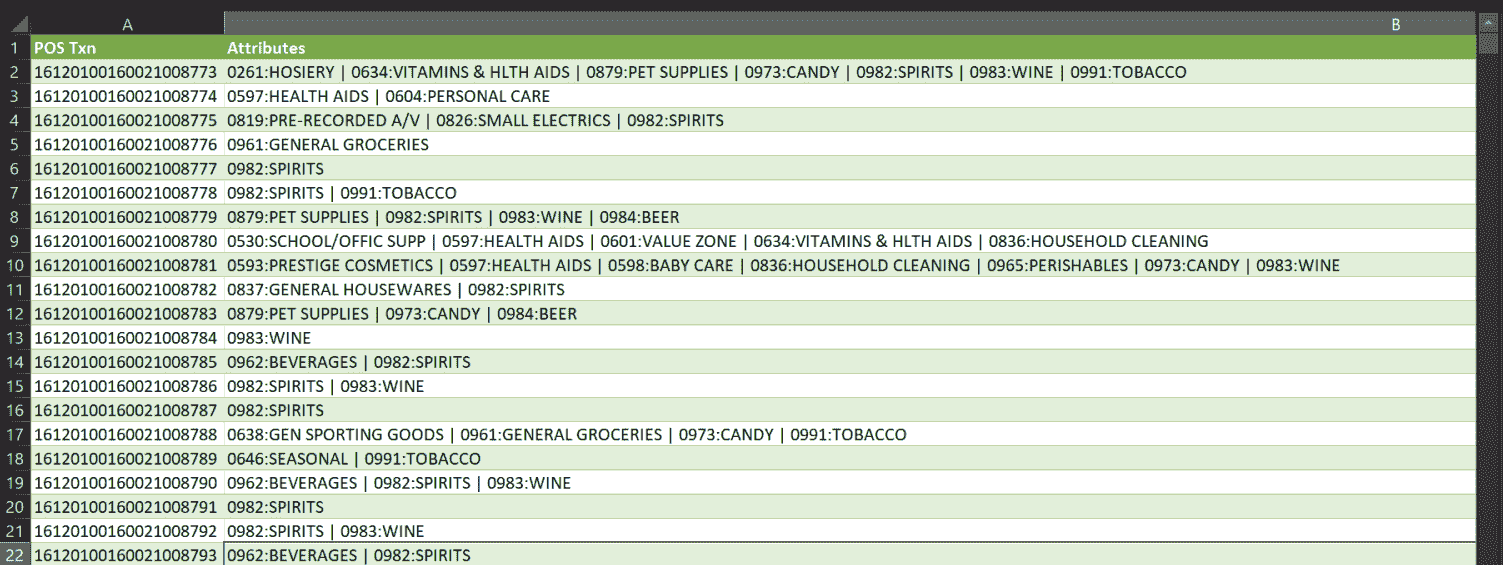 A B
1 POS Txn Attributes
2 16120100160021008773 0261:HOSIERY | 0634:VITAMINS & HLTH AIDS | 0879:PET SUPPLIES | 0973:CANDY | 0982:SPIRITS | 0983:WINE | 0991:TOBACCO
3 16120100160021008774 0597:HEALTH AIDS | 0604:PERSONAL CARE
4 16120100160021008775 0819:PRE-RECORDED A/V | 0826:SMALL ELECTRICS | 0982:SPIRITS
5 16120100160021008776 0961:GENERAL GROCERIES
6 16120100160021008777 0982:SPIRITS
7 16120100160021008778 0982:SPIRITS | 0991:TOBACCO
8 16120100160021008779 0879:PET SUPPLIES | 0982:SPIRITS | 0983:WINE | 0984:BEER
9 16120100160021008780 0530:SCHOOL/OFFIC SUPP | 0597:HEALTH AIDS | 0601:VALUE ZONE | 0634:VITAMINS & HLTH AIDS | 0836:HOUSEHOLD CLEANING
10 16120100160021008781 0593:PRESTIGE COSMETICS | 0597:HEALTH AIDS | 0598:BABY CARE | 0836:HOUSEHOLD CLEANING | 0965:PERISHABLES | 0973:CANDY | 0983:WINE
11 16120100160021008782 0837:GENERAL HOUSEWARES | 0982:SPIRITS
12 16120100160021008783 0879:PET SUPPLIES | 0973:CANDY | 0984:BEER
13 16120100160021008784 0983:WINE
14 16120100160021008785 0962:BEVERAGES | 0982:SPIRITS
15 16120100160021008786 0982:SPIRITS | 0983:WINE
16 16120100160021008787 0982:SPIRITS
17 16120100160021008788 0638:GEN SPORTING GOODS | 0961:GENERAL GROCERIES | 0973:CANDY | 0991:TOBACCO
18 16120100160021008789 0646:SEASONAL | 0991:TOBACCO
19 16120100160021008790 0962:BEVERAGES | 0982:SPIRITS | 0983:WINE
20 16120100160021008791 0982:SPIRITS
21 16120100160021008792 0982:SPIRITS | 0983:WINE
22 16120100160021008793 0962:BEVERAGES | 0982:SPIRITS